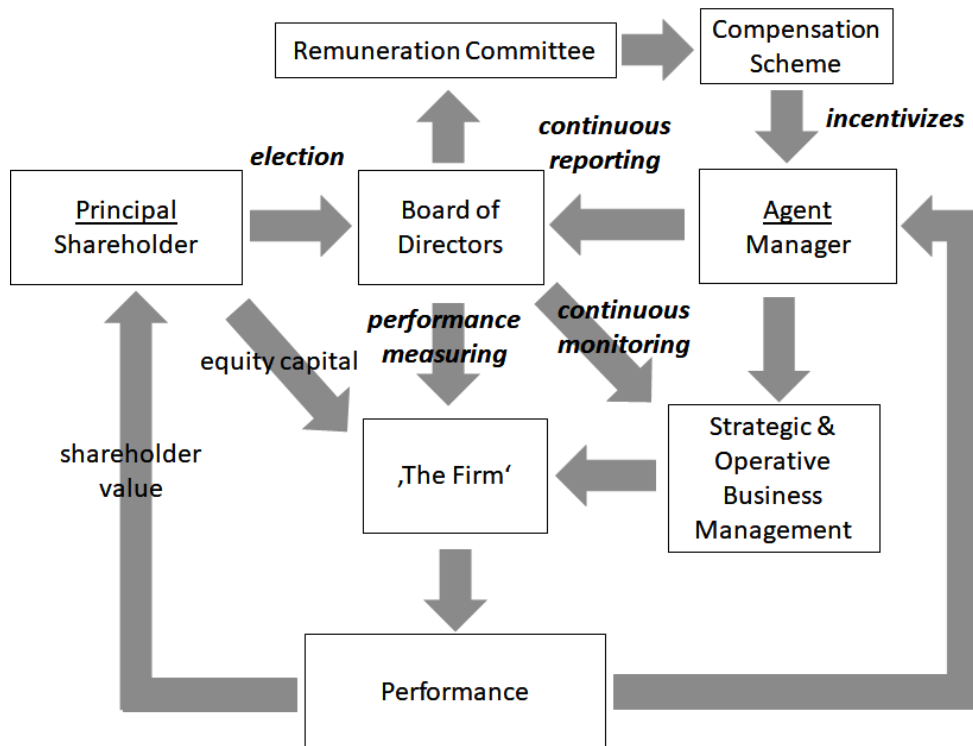 Remuneration Committee
Compensation
Scheme
incentivizes
continuous
reporting
election
Principal
Shareholder
Board of
Directors
Agent
Manager
performance
measuring
continuous
monitoring
equity capital
shareholder
value
‚The Firm‘
Strategic &
Operative
Business
Management
Performance